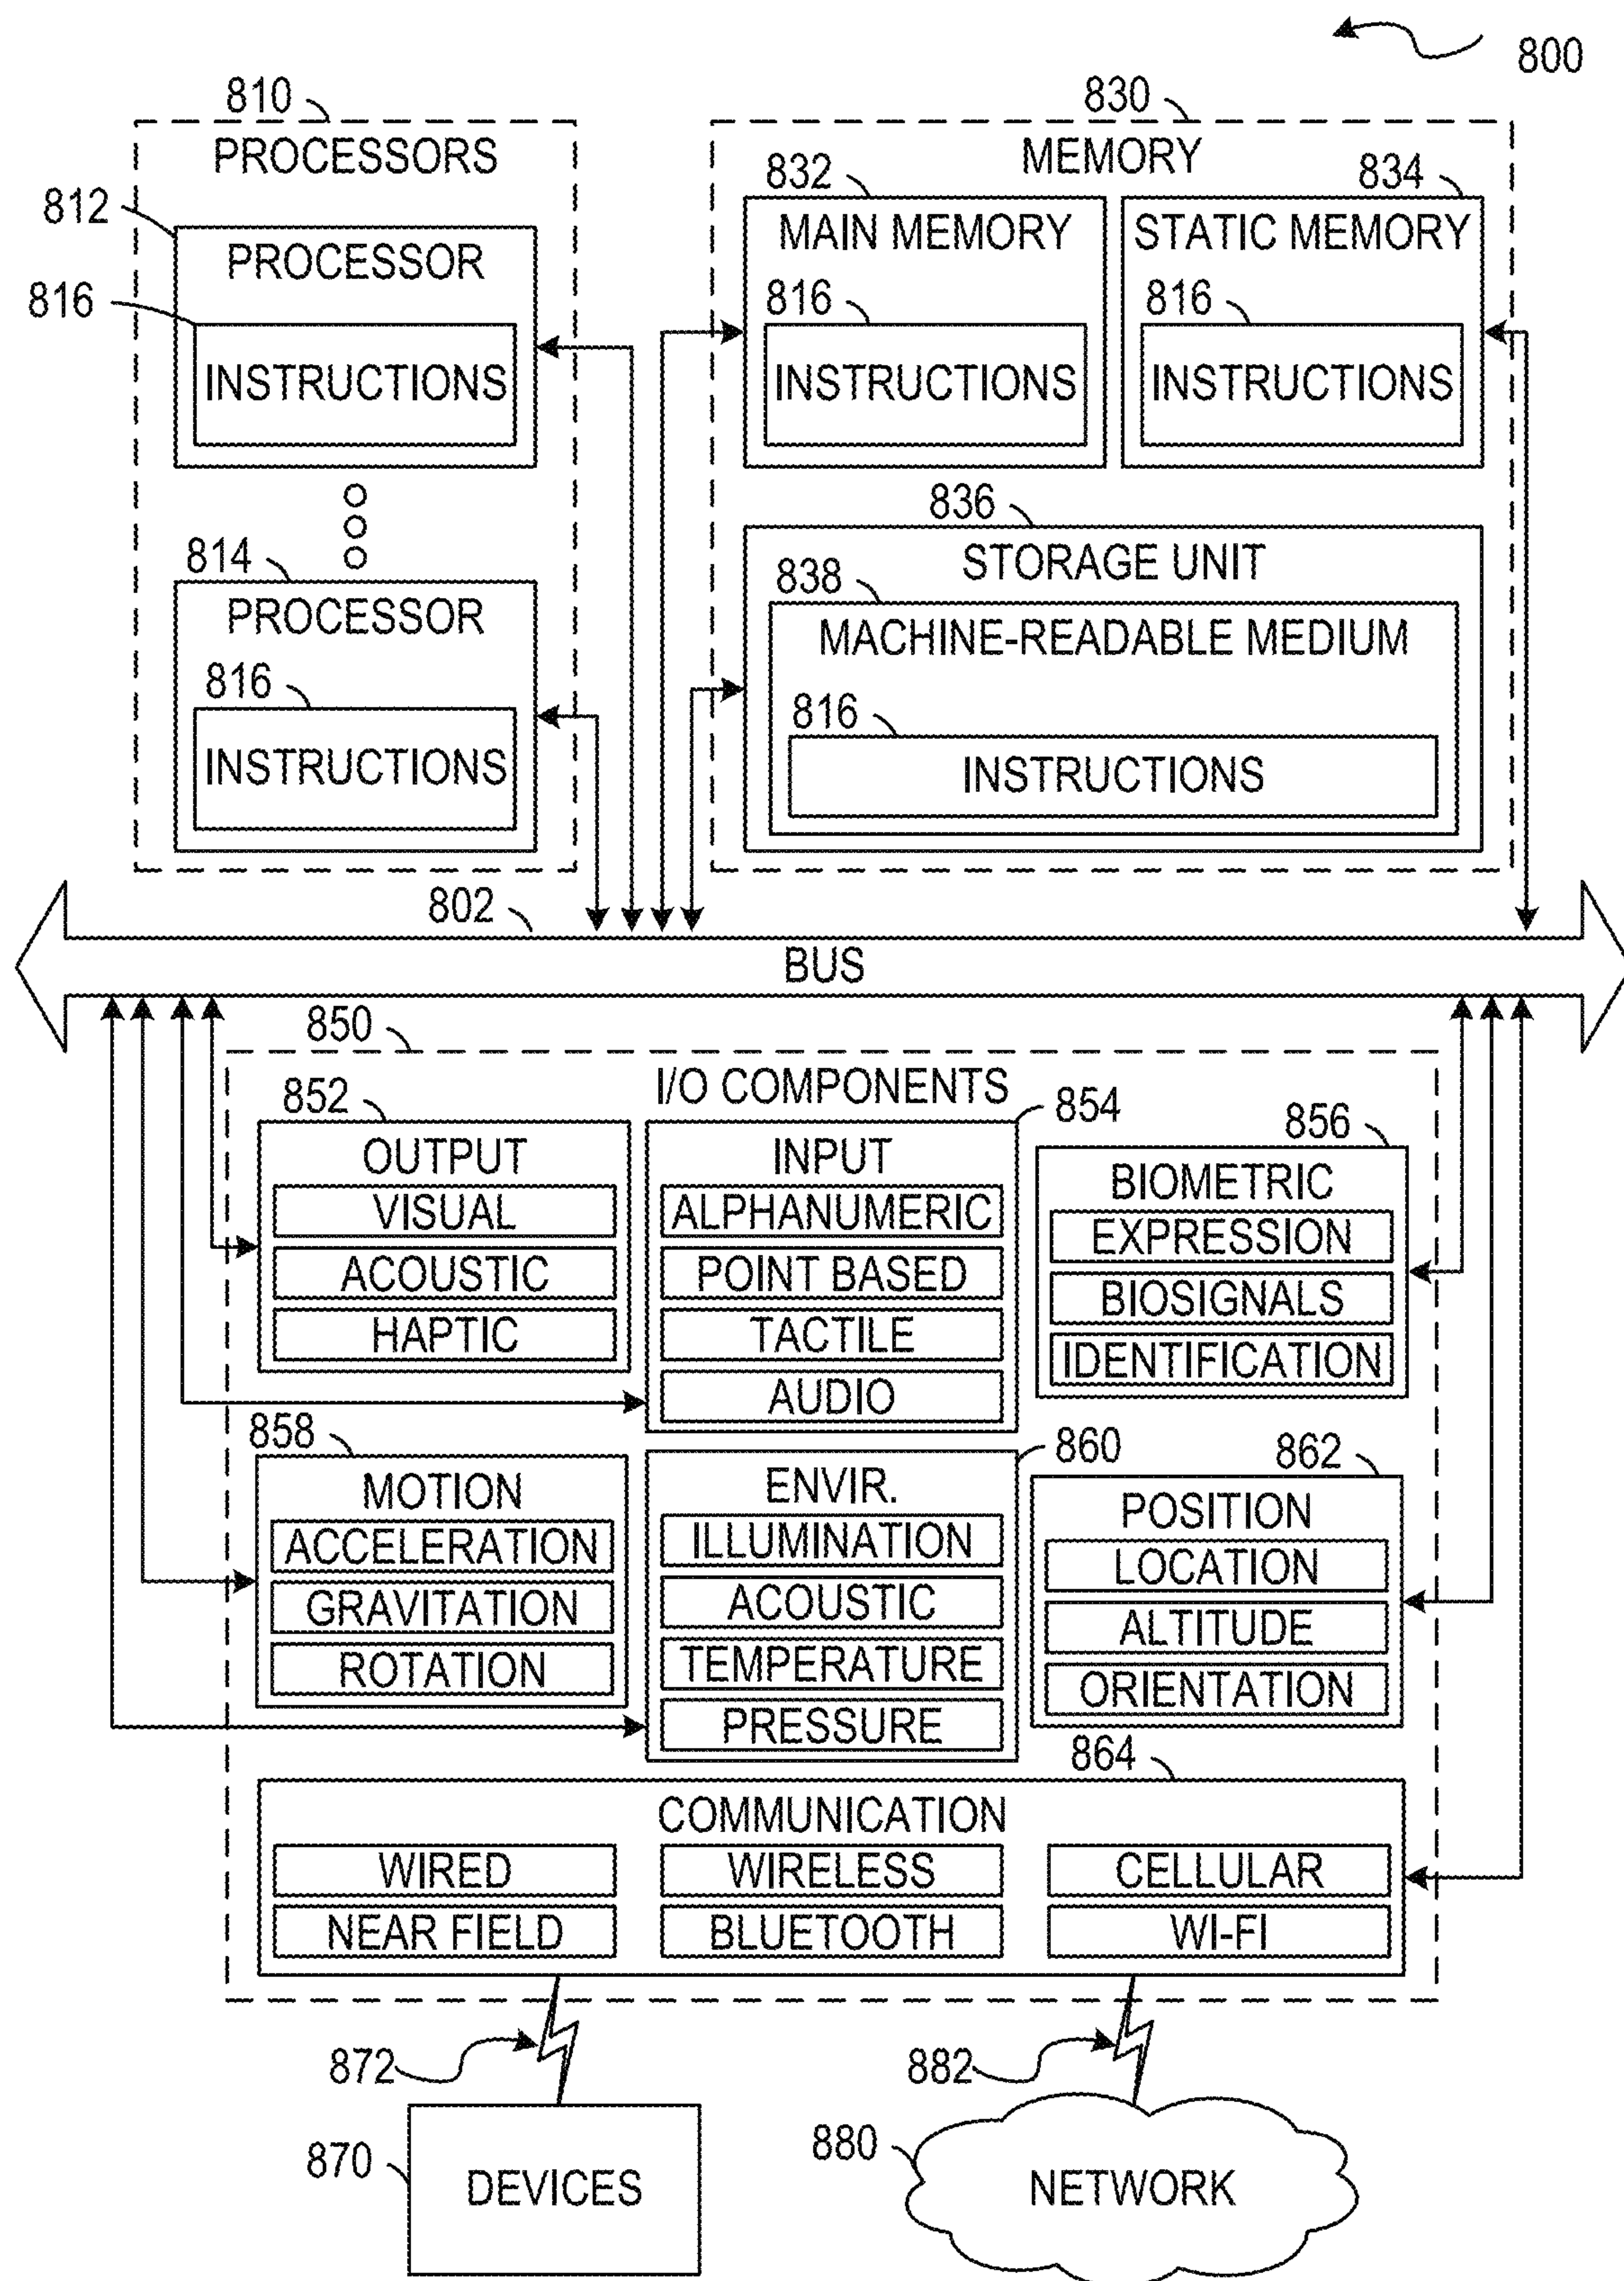 800
810
830
PROCESSORS
MEMORY
832
834
812
PROCESSOR
MAIN MEMORY
STATIC MEMORY
816
816
816
INSTRUCTIONS
INSTRUCTIONS
INSTRUCTIONS
836
814
STORAGE UNIT
838
PROCESSOR
MACHINE-READABLE MEDIUM
816
816
INSTRUCTIONS
INSTRUCTIONS
802
BUS
850
I/O COMPONENTS
852
854
856
OUTPUT
VISUAL
ACOUSTIC
HAPTIC
INPUT
ALPHANUMERIC
POINT BASED
TACTILE
AUDIO
BIOMETRIC
EXPRESSION
BIOSIGNALS
IDENTIFICATION
858
860
862
MOTION
ACCELERATION
GRAVITATION
ROTATION
ENVIR.
ILLUMINATION
ACOUSTIC
TEMPERATURE
PRESSURE
POSITION
LOCATION
ALTITUDE
ORIENTATION
864
COMMUNICATION
WIRED
WIRELESS
CELLULAR
NEAR FIELD
BLUETOOTH
WI-FI
872
882
870
DEVICES
880
NETWORK